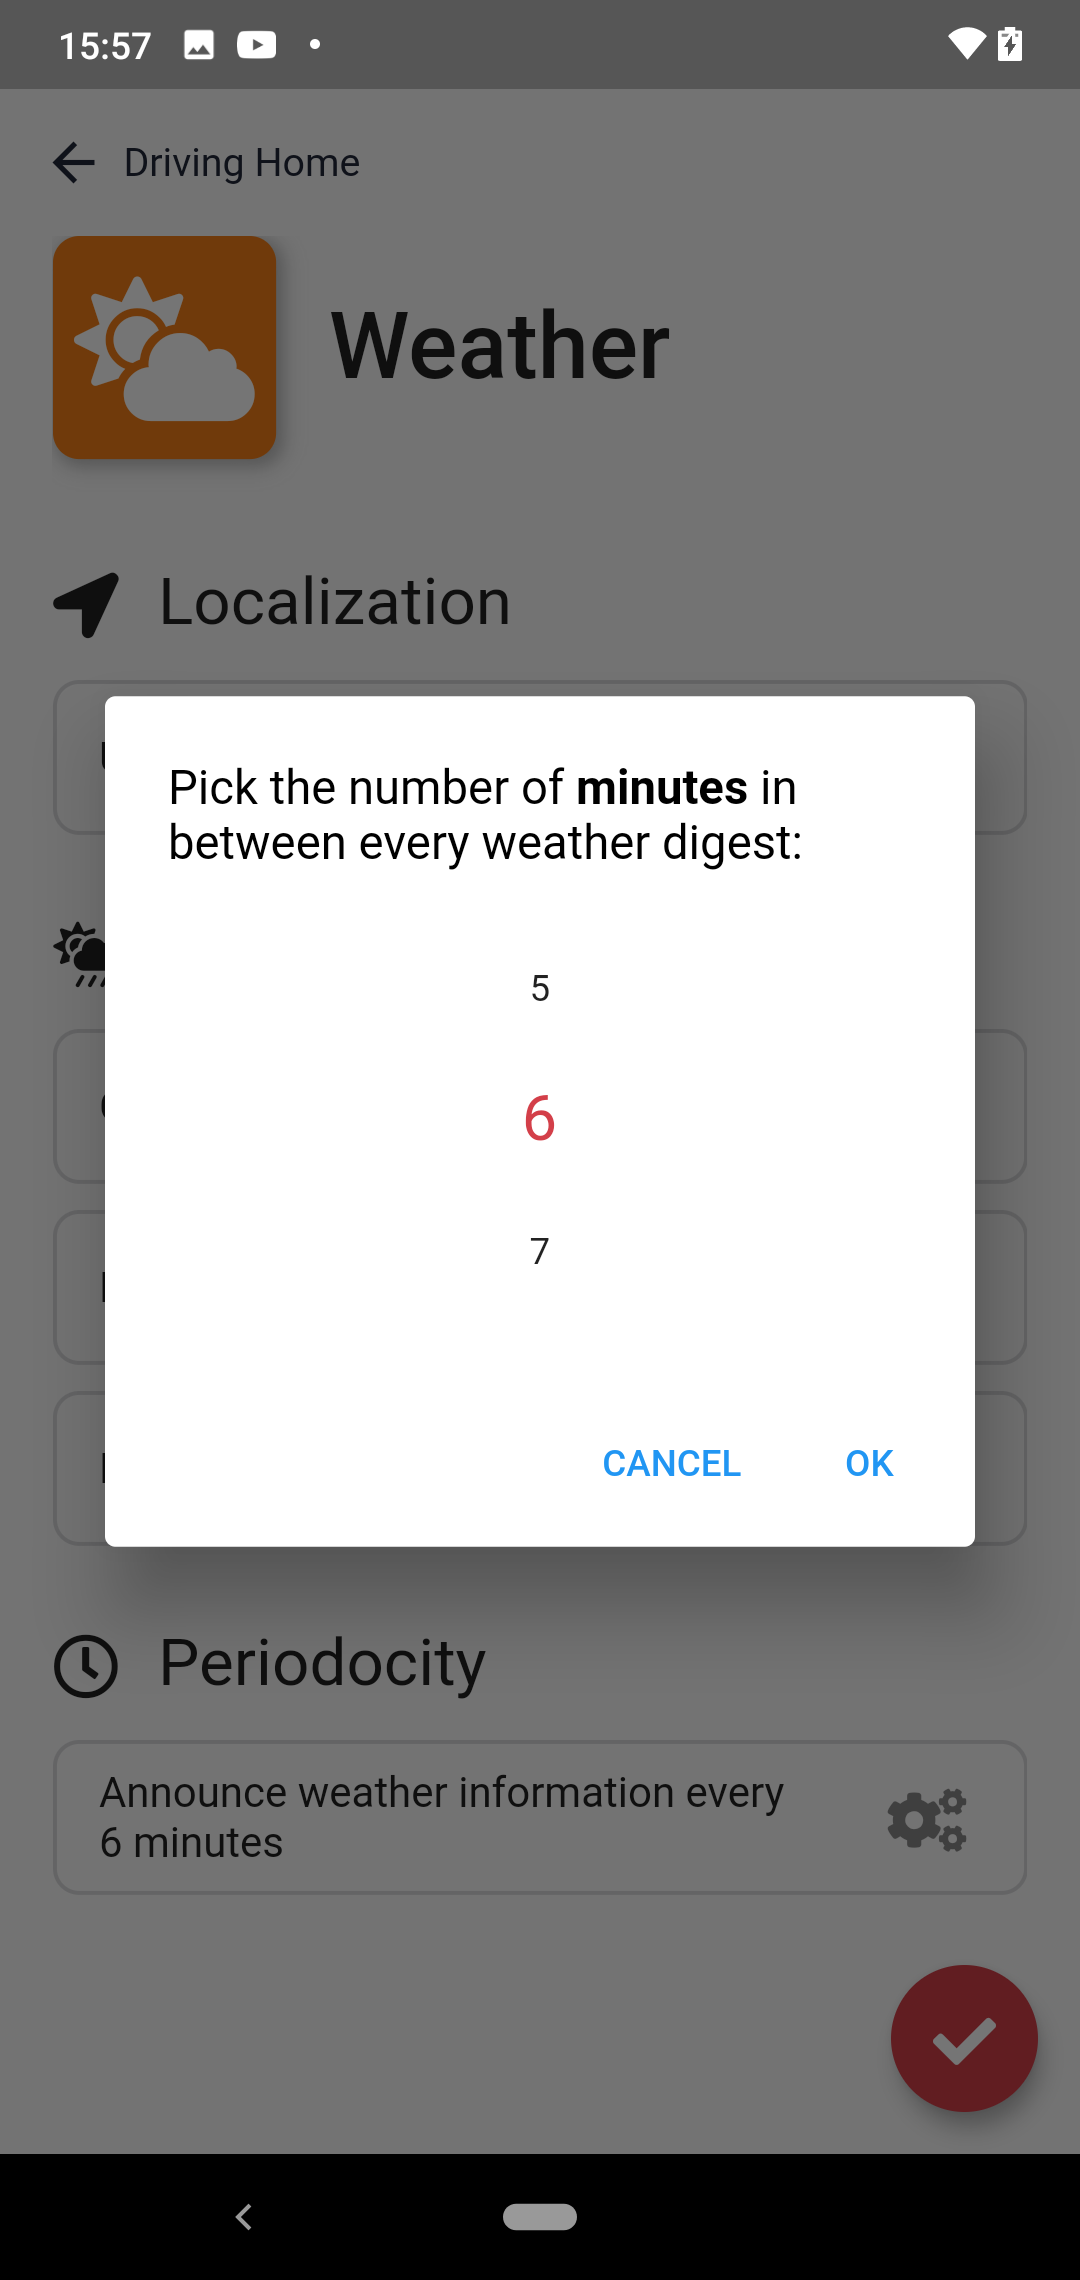 15:57
Driving Home
Weather
Localization
Pick the number of minutes in
between every weather digest:
5
6
7
CANCEL
OK
Periodocity
Announce weather information every
6 minutes